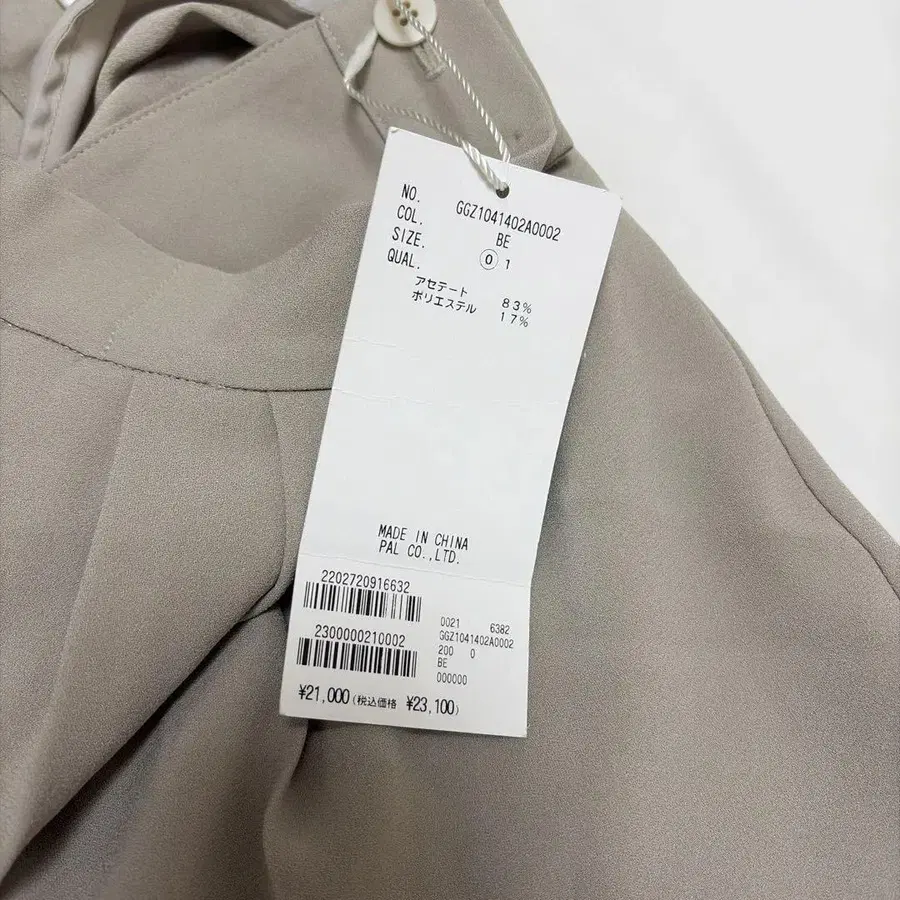 NO. GGZ1041402A0002
COL. BE
SIZE. 0 1
QUAL.
アセテート 83%
ポリエステル 17%
MADE IN CHINA
PAL CO.,LTD.
2202720916632
2300000210002
0021 6382
GGZ1041402A0002
200 0
BE
000000
¥21,000(税込価格 ¥23,100)